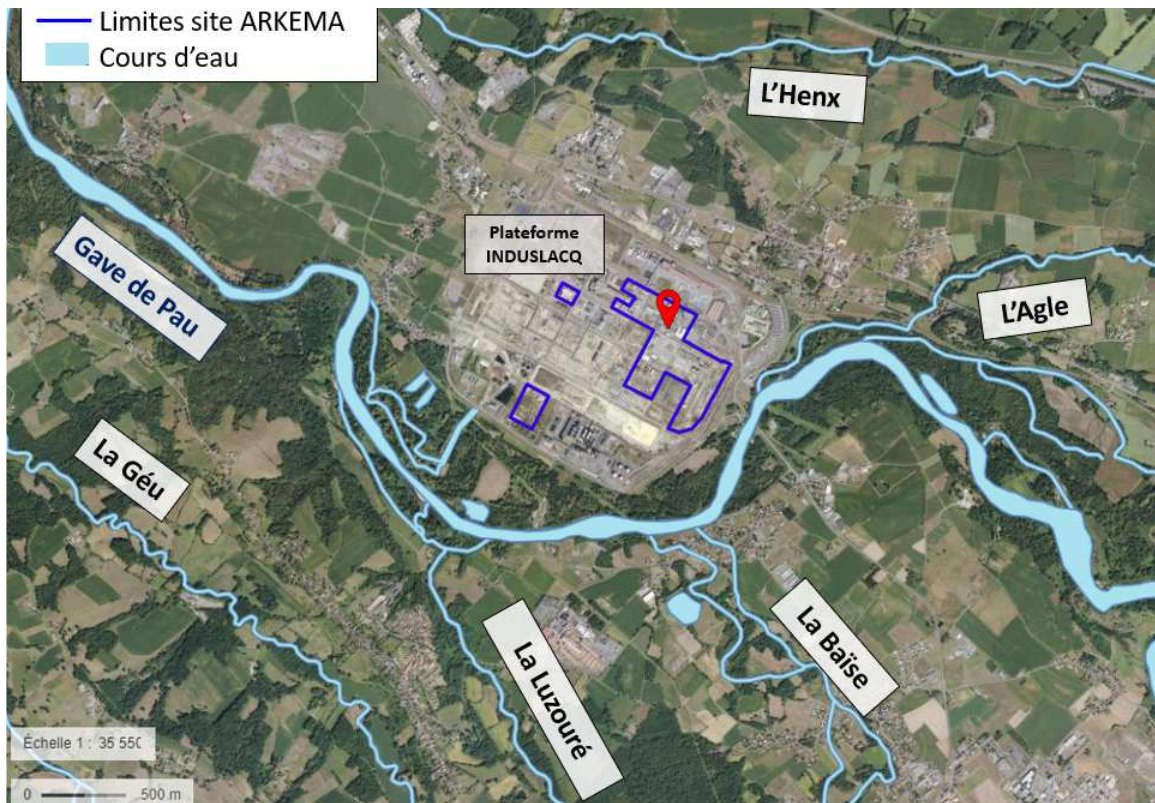 Limites site ARKEMA
Cours d'eau
L'Henx
Plateforme
INDUSLACQ
Gave de Pau
L'Agle
La Géu
La Luzouré
La Baïse
Échelle 1 : 35 550
0 500 m